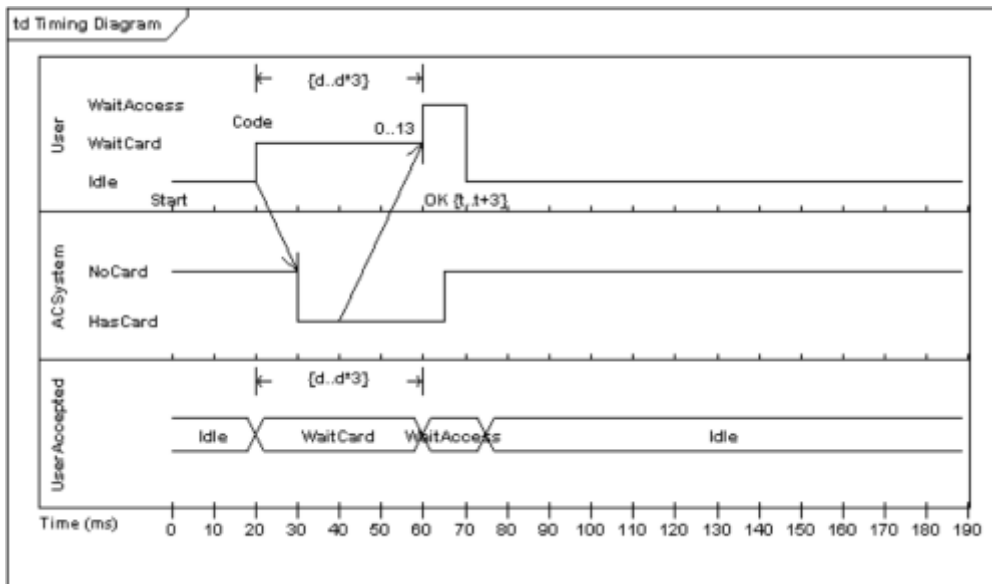 td Timing Diagram
User
{d..d*3}
WaitAccess
Code
0..13
WaitCard
Idle
Start
OK {t,.t+3}
ACSystem
NoCard
HasCard
UserAccepted
{d..d*3}
Idle
WaitCard
WaitAccess
Idle
Time (ms)
0 10 20 30 40 50 60 70 80 90 100 110 120 130 140 150 160 170 180 190